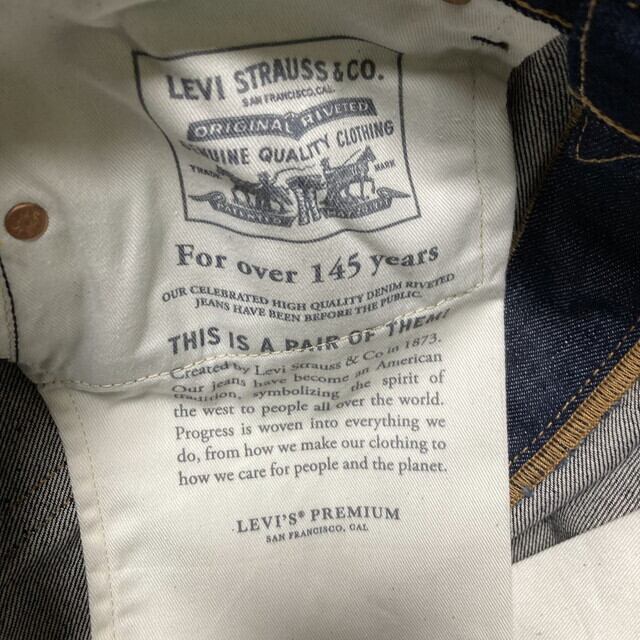 LEVI STRAUSS & CO.
SAN FRANCISCO, CAL.
ORIGINAL RIVETED
GENUINE QUALITY CLOTHING
TRADE MARK
For over 145 years
OUR CELEBRATED HIGH QUALITY DENIM RIVETED
JEANS HAVE BEEN BEFORE THE PUBLIC.
THIS IS A PAIR OF THEM!
Created by Levi Strauss & Co in 1873.
Our jeans have become an American
tradition, symbolizing the spirit of
the west to people all over the world.
Progress is woven into everything we
do, from how we make our clothing to
how we care for people and the planet.
LEVI'S® PREMIUM
SAN FRANCISCO, CAL